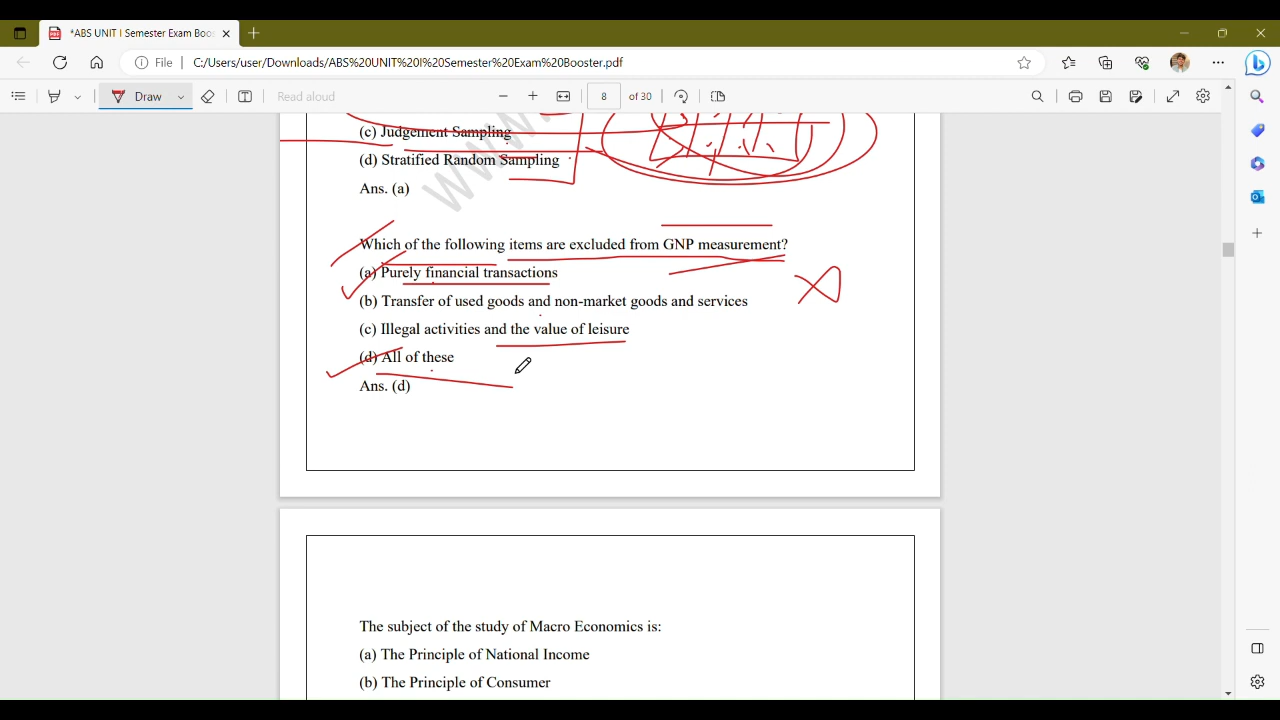 *ABS UNIT I Semester Exam Boo
File
C:/Users/user/Downloads/ABS%20UNIT%20I%20Semester%20Exam%20Booster.pdf
Draw
Read aloud
8 of 30
(c) Judgement Sampling
(d) Stratified Random Sampling
Ans. (a)
www.
Which of the following items are excluded from GNP measurement?
(a) Purely financial transactions
(b) Transfer of used goods and non-market goods and services
(c) Illegal activities and the value of leisure
(d) All of these
Ans. (d)
The subject of the study of Macro Economics is:
(a) The Principle of National Income
(b) The Principle of Consumer